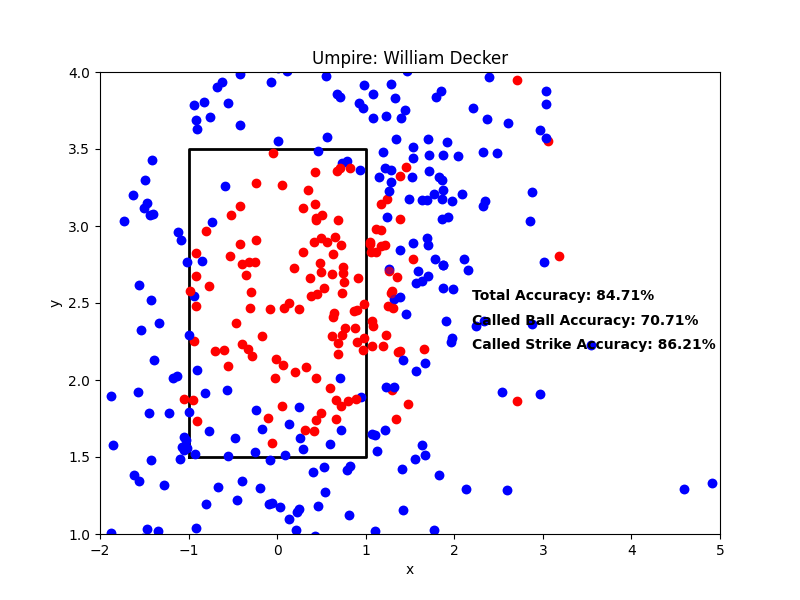 Umpire: William Decker
4.0
3.5
3.0
2.5
2.0
1.5
1.0
y
Total Accuracy: 84.71%
Called Ball Accuracy: 70.71%
Called Strike Accuracy: 86.21%
−2 −1 0 1 2 3 4 5
x